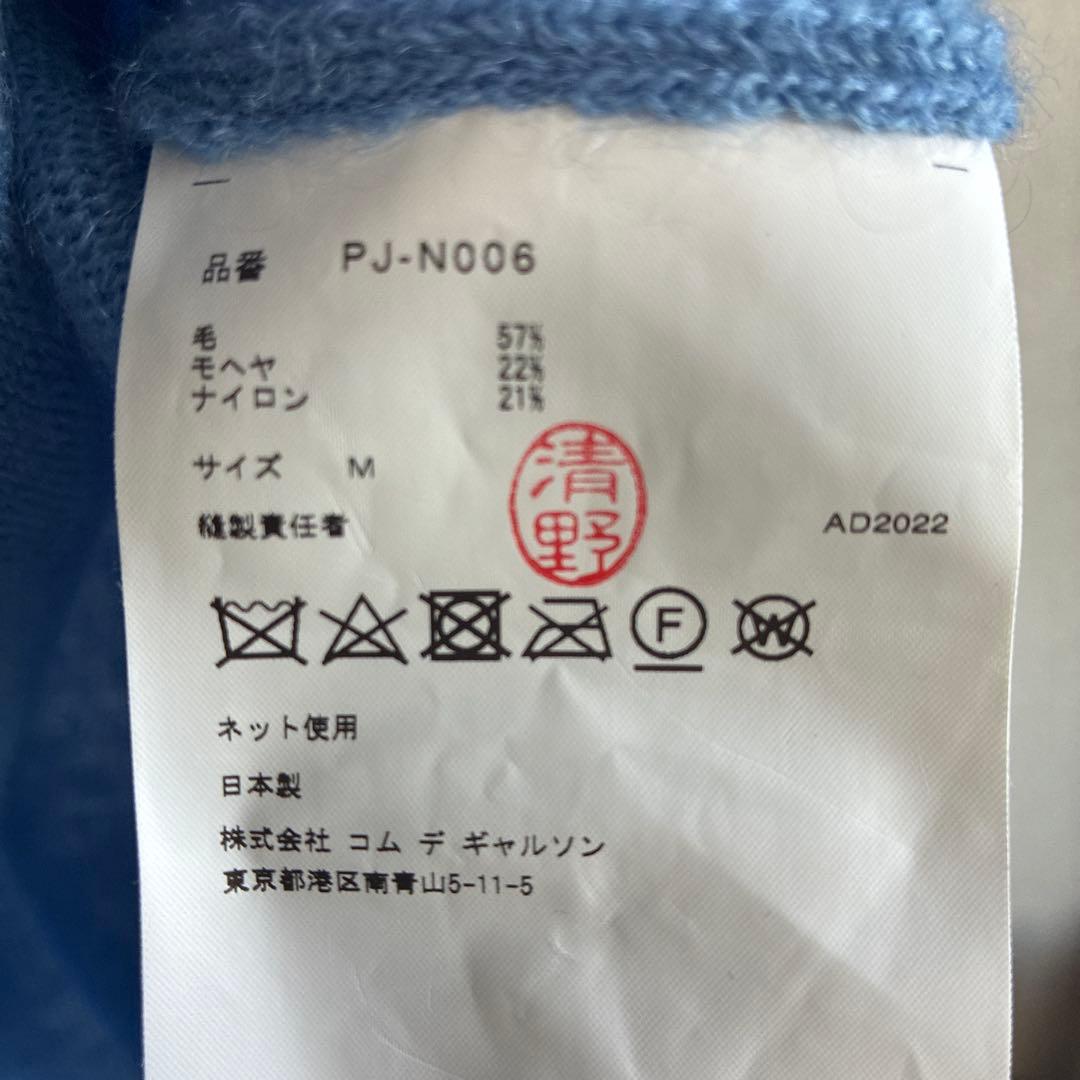 品番 PJ-N006
毛 57%
モヘヤ 22%
ナイロン 21%
サイズ M
清野
縫製責任者 AD2022
F W
ネット使用
日本製
株式会社 コム デ ギャルソン
東京都港区南青山5-11-5